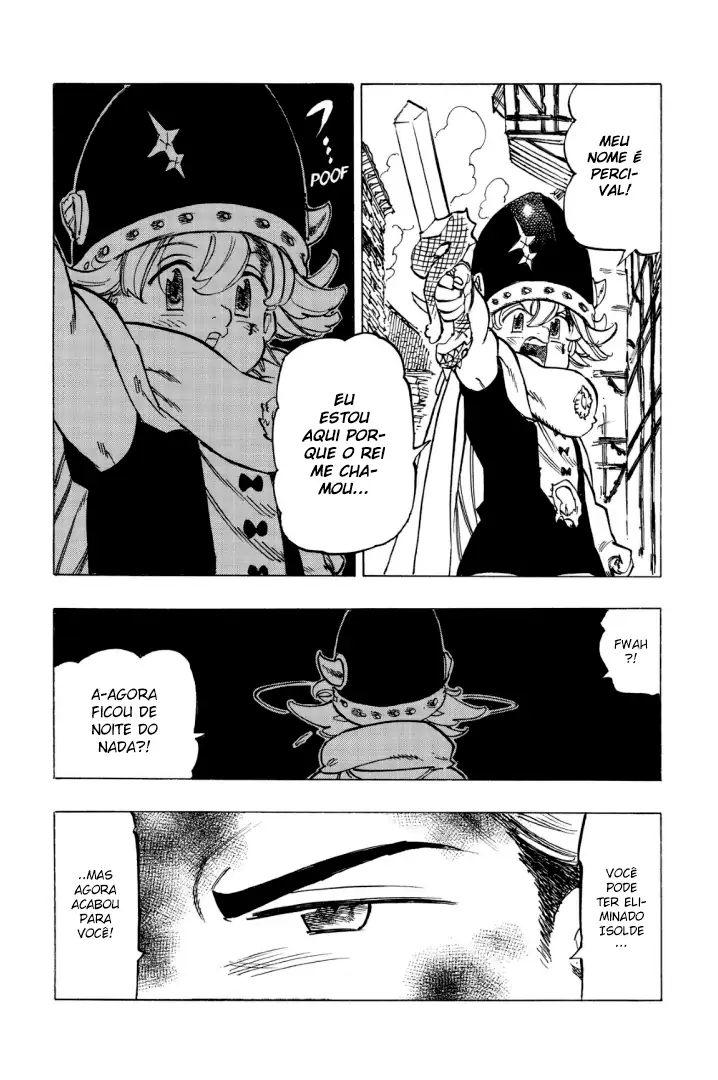 MEU
NOME É
PERCI-
VAL!
EU
ESTOU
AQUI POR-
QUE O REI
ME CHA-
MOU...
POOF
FWAH
?!
A-AGORA
FICOU DE
NOITE DO
NADA?!
VOCÊ
PODE
TER ELI-
MINADO
ISOLDE
...
..MAS
AGORA
ACABOU
PARA
VOCÊ!